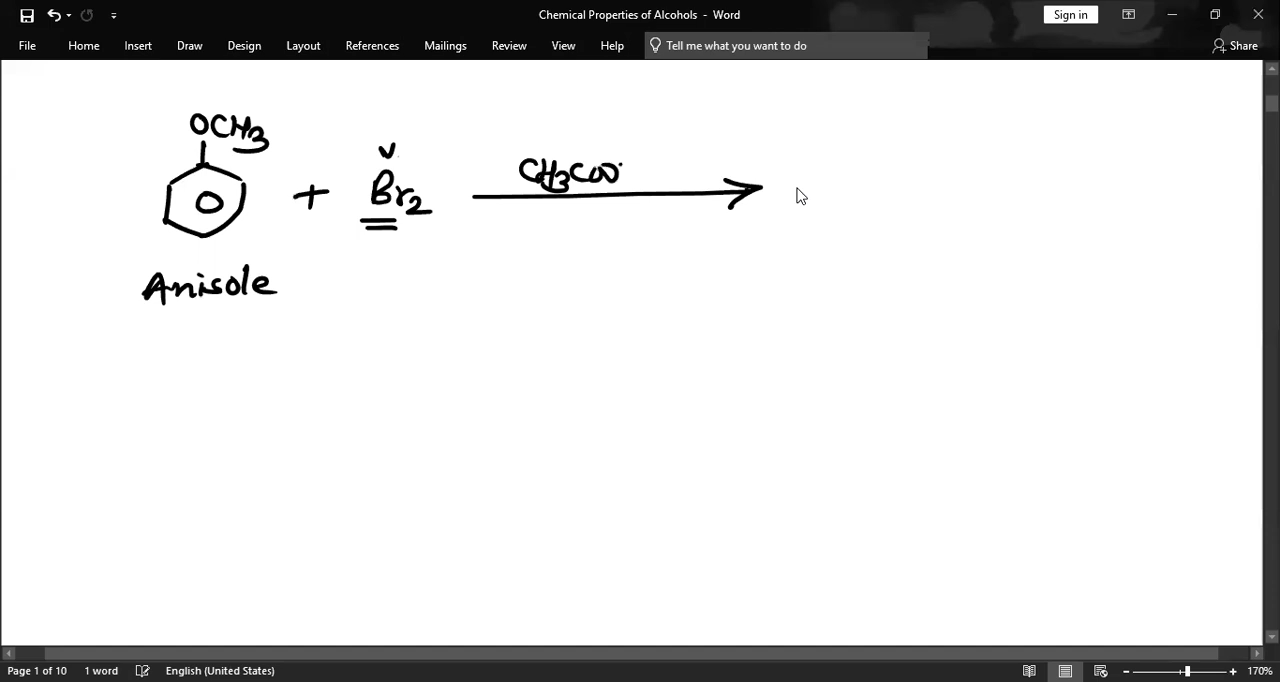 Chemical Properties of Alcohols - Word
Sign in
File Home Insert Draw Design Layout References Mailings Review View Help Tell me what you want to do Share
OCH3
+ Br2 CH3COO
Anisole
Page 1 of 10 1 word English (United States) 170%